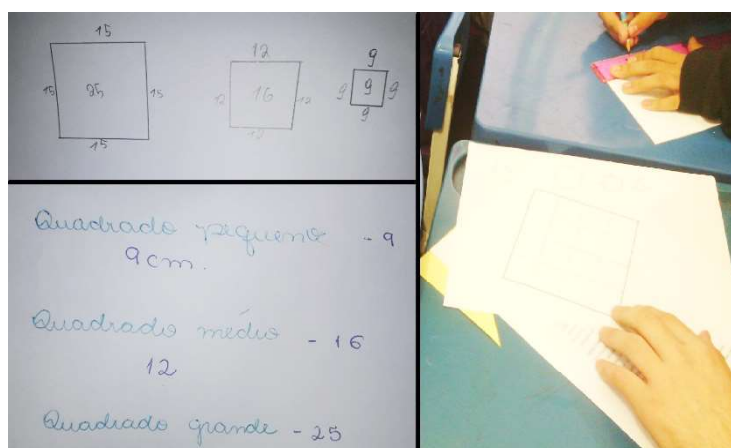 15 12 9
15 25 15 12 16 12 9 9 9
15 12 9
Quadrado pequeno - 9
9cm.
Quadrado médio - 16
12
Quadrado grande - 25